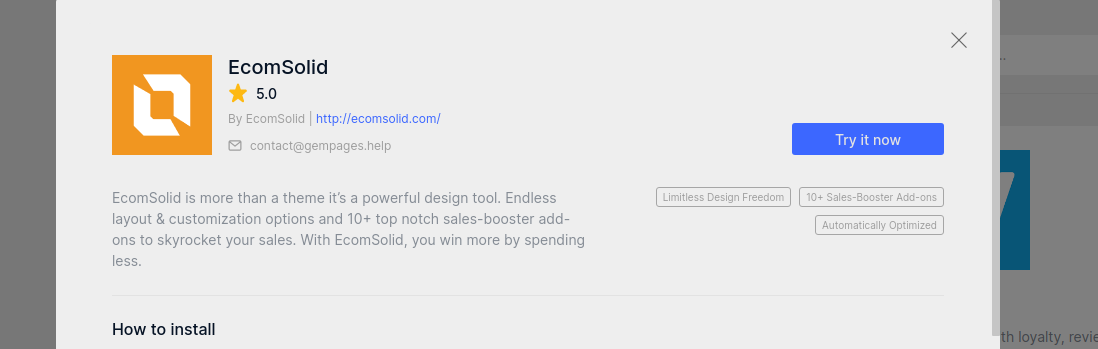 EcomSolid
5.0
By EcomSolid | http://ecomsolid.com/
contact@gempages.help
Try it now
EcomSolid is more than a theme it’s a powerful design tool. Endless
layout & customization options and 10+ top notch sales-booster add-
ons to skyrocket your sales. With EcomSolid, you win more by spending
less.
Limitless Design Freedom
10+ Sales-Booster Add-ons
Automatically Optimized
How to install
..
th loyalty, revie